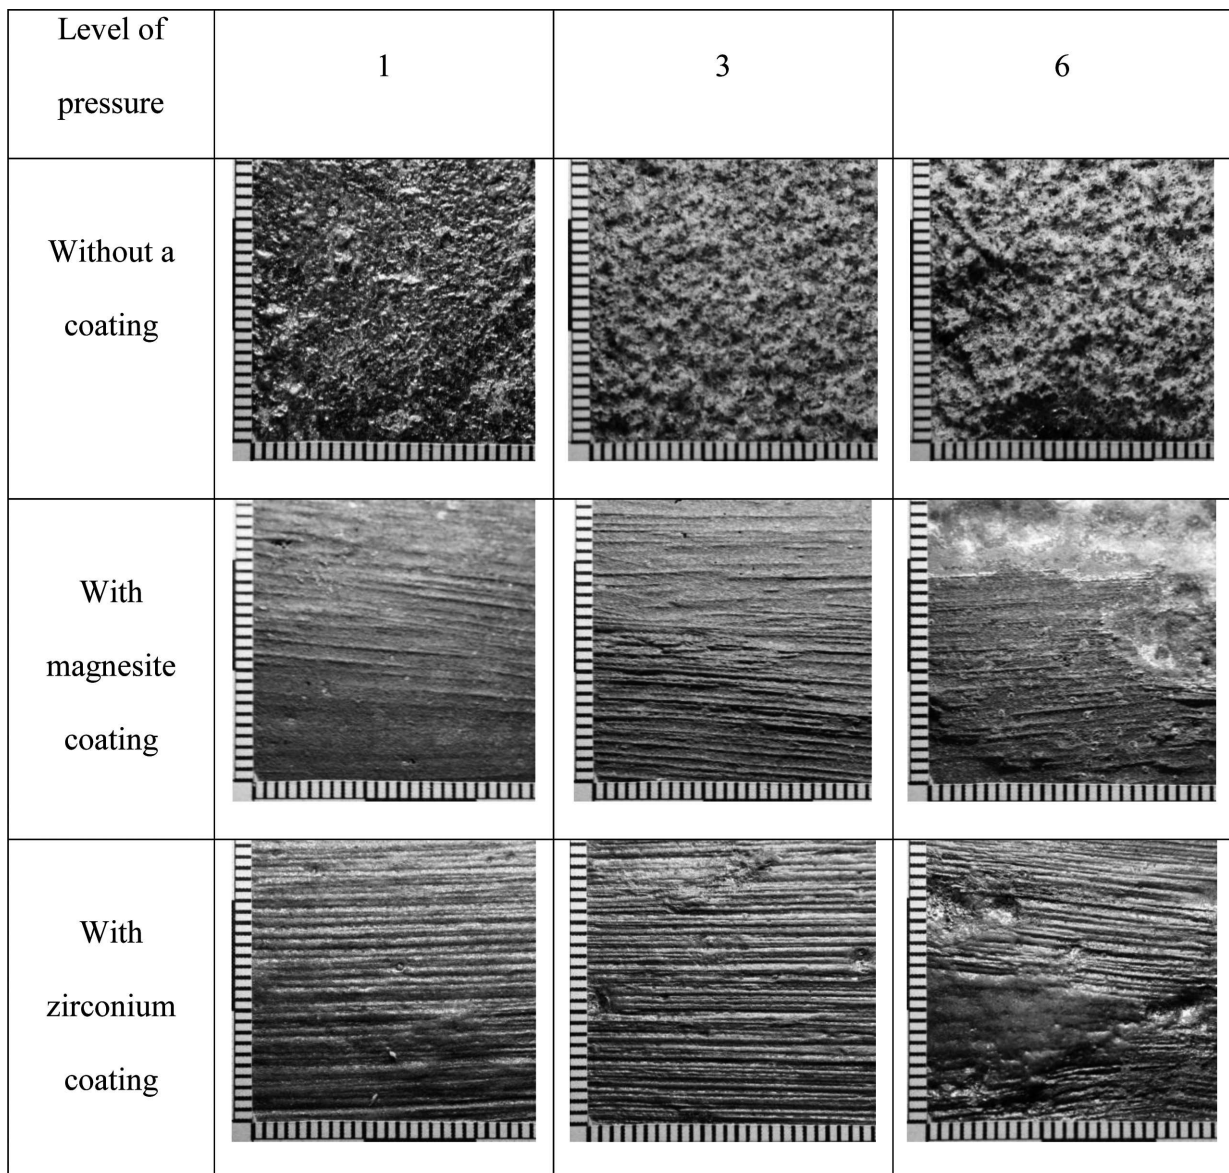 Level of
pressure
1
3
6
Without a
coating
With
magnesite
coating
With
zirconium
coating